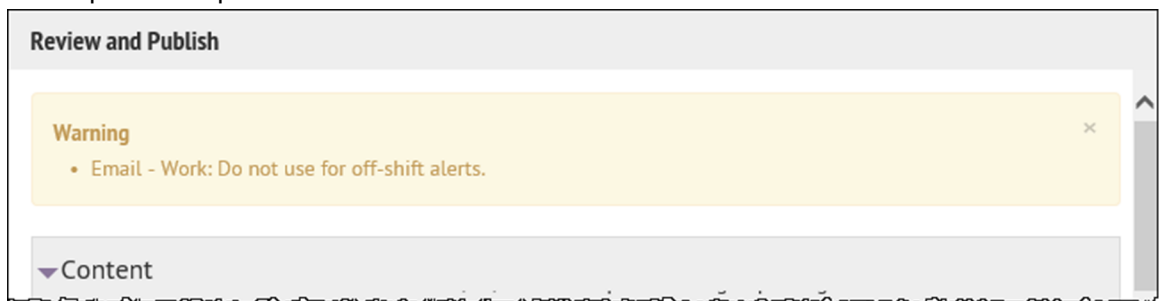 Review and Publish
Warning
×
• Email - Work: Do not use for off-shift alerts.
Content